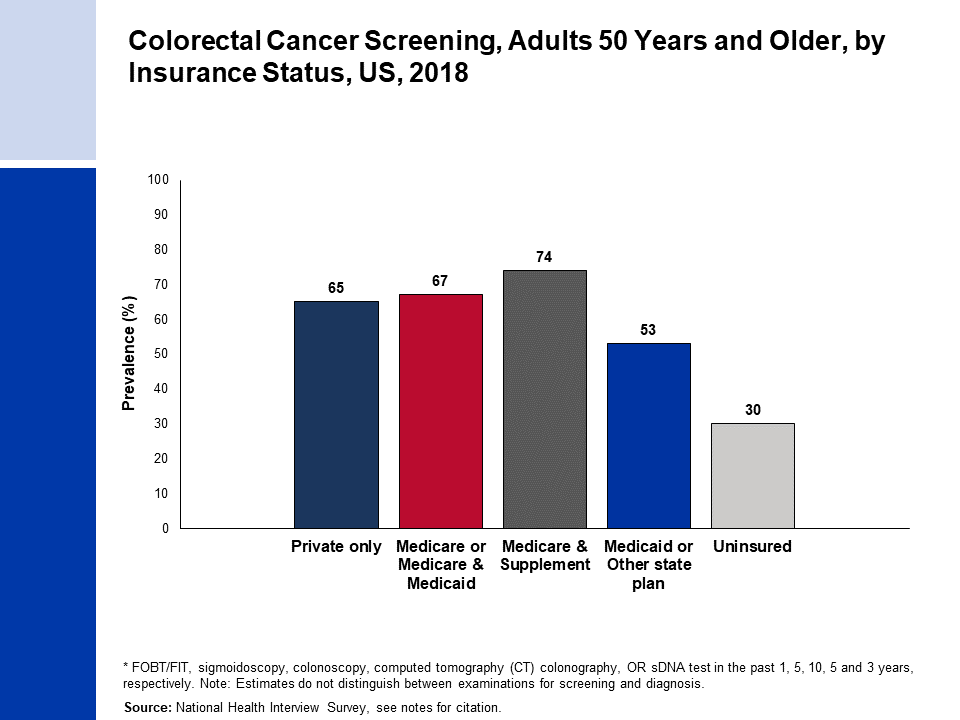 Colorectal Cancer Screening, Adults 50 Years and Older, by
Insurance Status, US, 2018
Prevalence (%)
100
90
80
70
60
50
40
30
20
10
0
65
67
74
53
30
Private only
Medicare or
Medicare &
Medicaid
Medicare &
Supplement
Medicaid or
Other state
plan
Uninsured
* FOBT/FIT, sigmoidoscopy, colonoscopy, computed tomography (CT) colonography, OR sDNA test in the past 1, 5, 10, 5 and 3 years,
respectively. Note: Estimates do not distinguish between examinations for screening and diagnosis.
Source: National Health Interview Survey, see notes for citation.